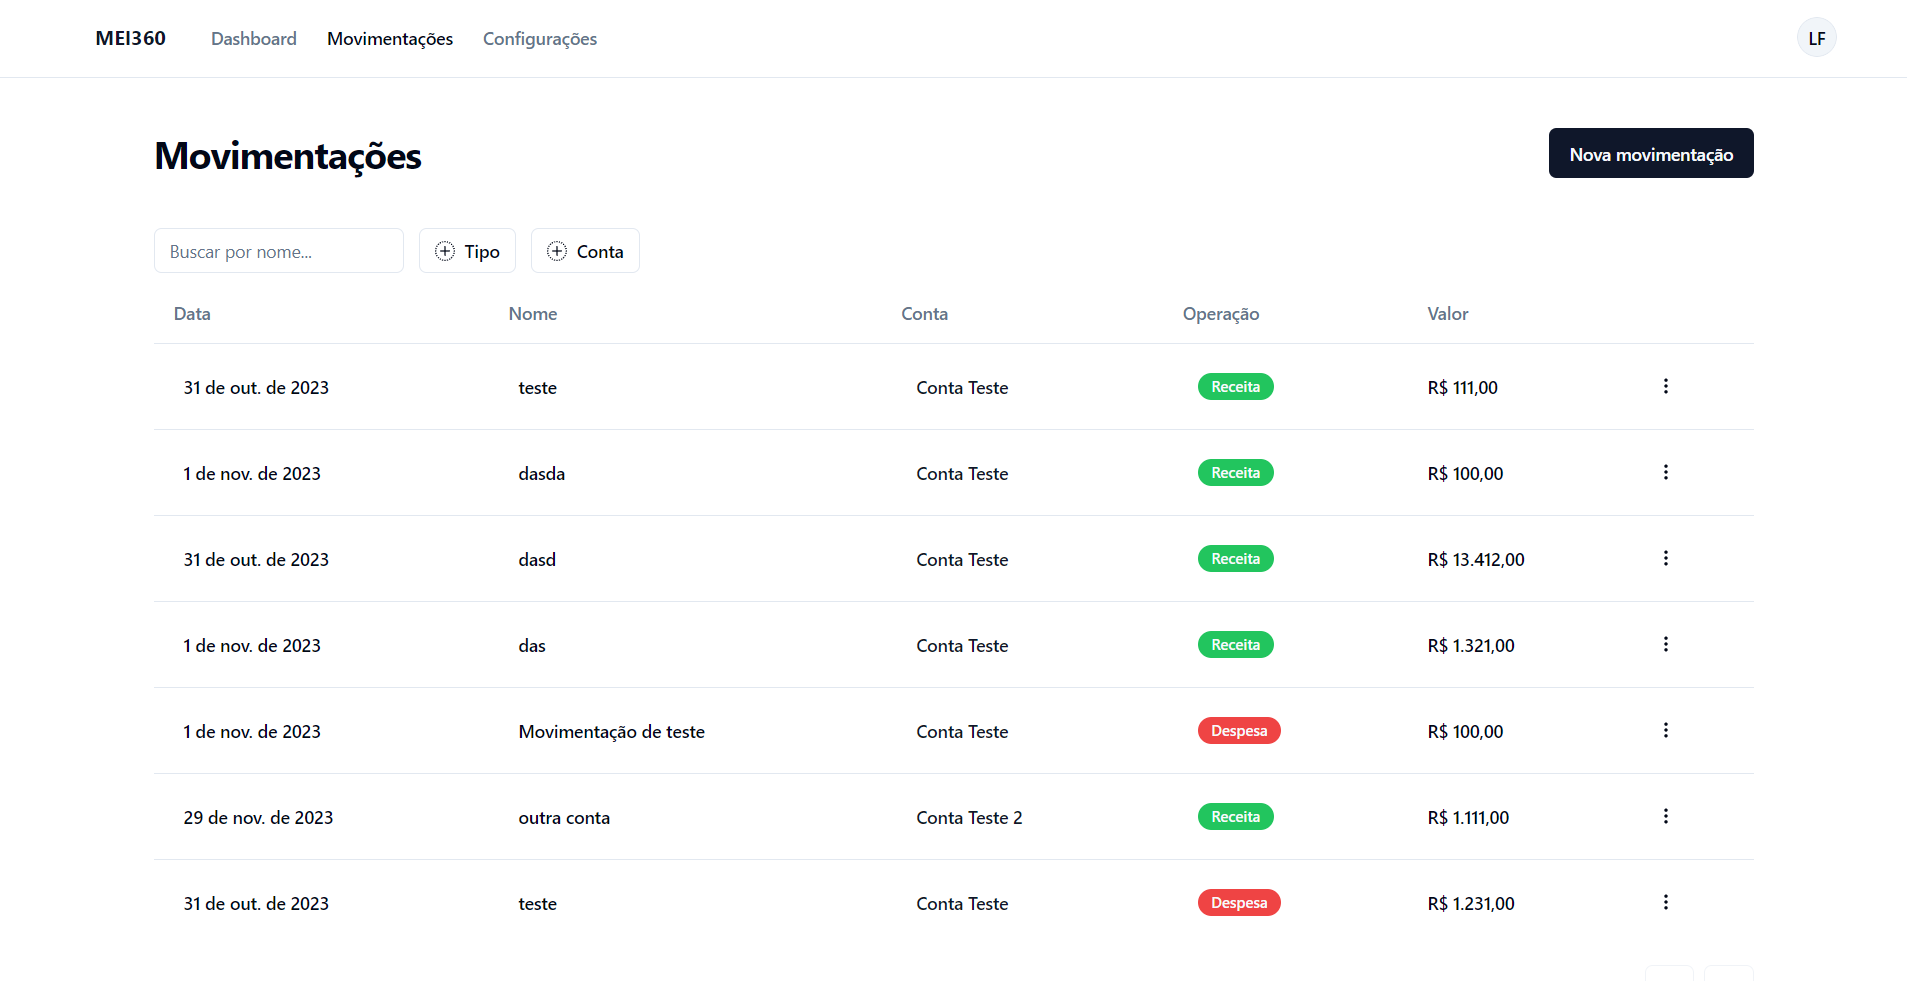 MEI360 Dashboard Movimentações Configurações LF
Movimentações Nova movimentação
Buscar por nome... Tipo Conta
Data Nome Conta Operação Valor
31 de out. de 2023 teste Conta Teste Receita R$ 111,00
1 de nov. de 2023 dasda Conta Teste Receita R$ 100,00
31 de out. de 2023 dasd Conta Teste Receita R$ 13.412,00
1 de nov. de 2023 das Conta Teste Receita R$ 1.321,00
1 de nov. de 2023 Movimentação de teste Conta Teste Despesa R$ 100,00
29 de nov. de 2023 outra conta Conta Teste 2 Receita R$ 1.111,00
31 de out. de 2023 teste Conta Teste Despesa R$ 1.231,00